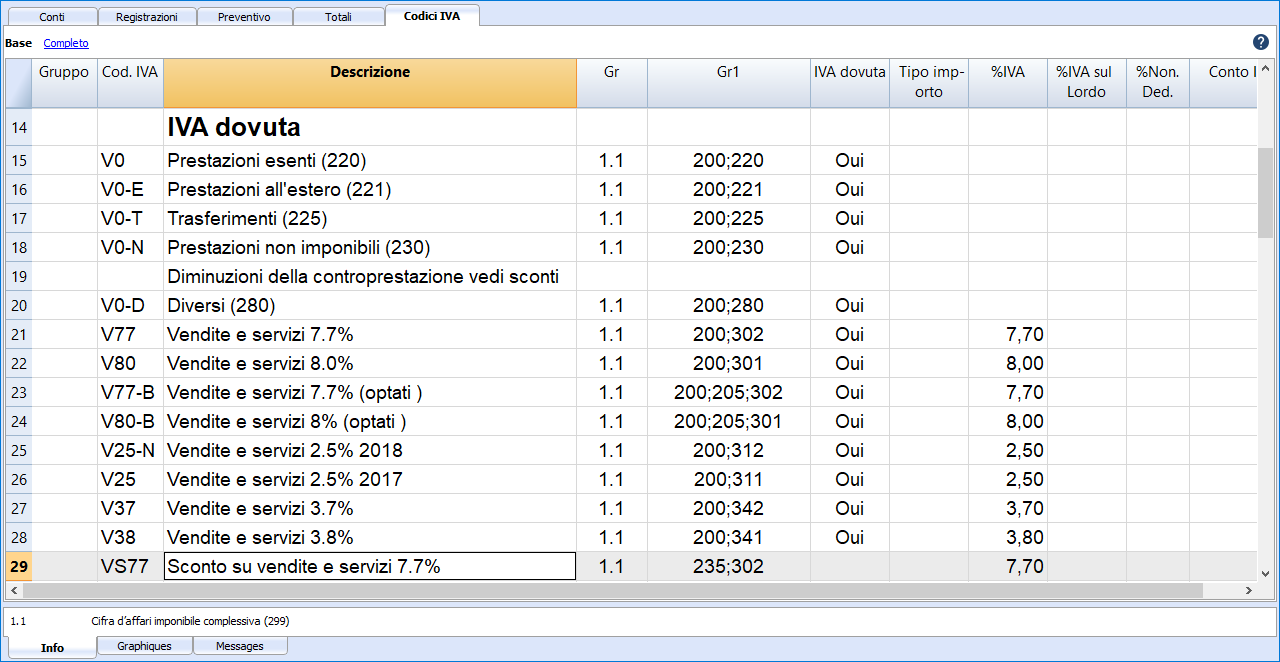 Conti Registrazioni Preventivo Totali Codici IVA
Base Completo ?
Gruppo Cod. IVA Descrizione Gr Gr1 IVA dovuta Tipo imp- %IVA %IVA sul %Non. Conto I
orto Lordo Ded.
14 IVA dovuta
15 V0 Prestazioni esenti (220) 1.1 200;220 Oui
16 V0-E Prestazioni all'estero (221) 1.1 200;221 Oui
17 V0-T Trasferimenti (225) 1.1 200;225 Oui
18 V0-N Prestazioni non imponibili (230) 1.1 200;230 Oui
19 Diminuzioni della controprestazione vedi sconti
20 V0-D Diversi (280) 1.1 200;280 Oui
21 V77 Vendite e servizi 7.7% 1.1 200;302 Oui 7,70
22 V80 Vendite e servizi 8.0% 1.1 200;301 Oui 8,00
23 V77-B Vendite e servizi 7.7% (optati ) 1.1 200;205;302 Oui 7,70
24 V80-B Vendite e servizi 8% (optati ) 1.1 200;205;301 Oui 8,00
25 V25-N Vendite e servizi 2.5% 2018 1.1 200;312 Oui 2,50
26 V25 Vendite e servizi 2.5% 2017 1.1 200;311 Oui 2,50
27 V37 Vendite e servizi 3.7% 1.1 200;342 Oui 3,70
28 V38 Vendite e servizi 3.8% 1.1 200;341 Oui 3,80
29 VS77 Sconto su vendite e servizi 7.7% 1.1 235;302 7,70
1.1 Cifra d'affari imponibile complessiva (299)
Info Graphiques Messages